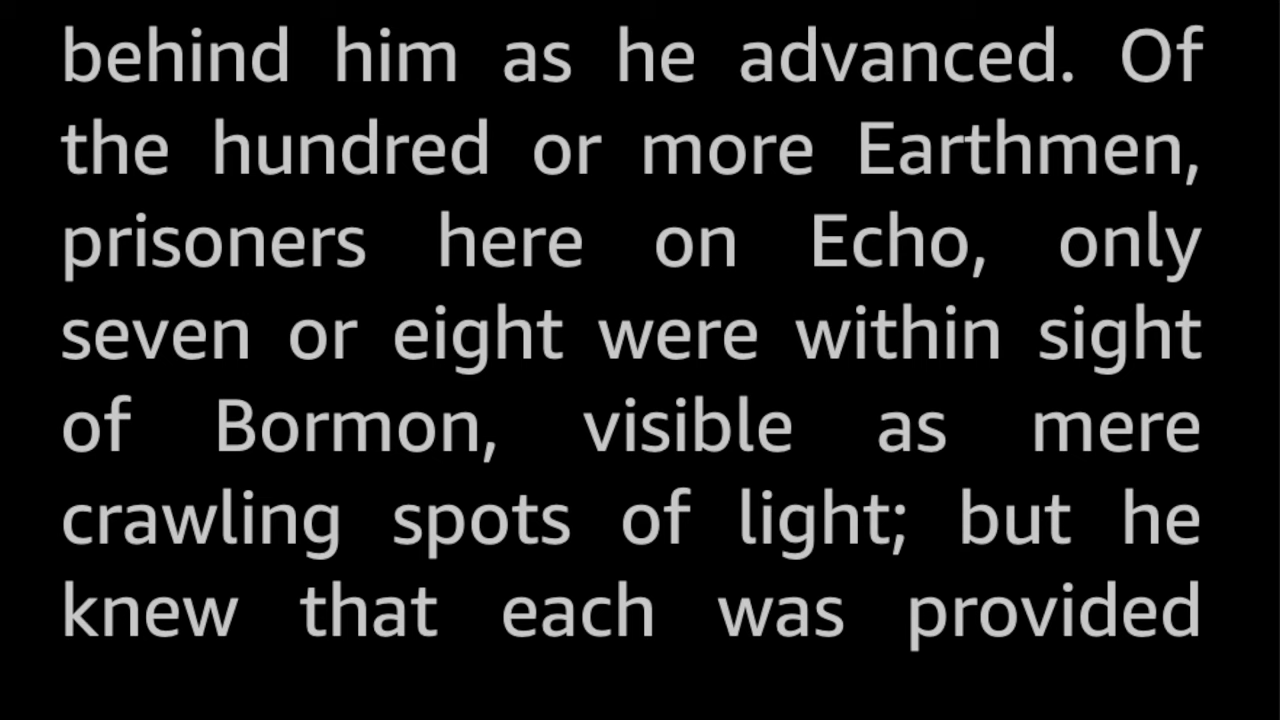 behind him as he advanced. Of
the hundred or more Earthmen,
prisoners here on Echo, only
seven or eight were within sight
of Bormon, visible as mere
crawling spots of light; but he
knew that each was provided